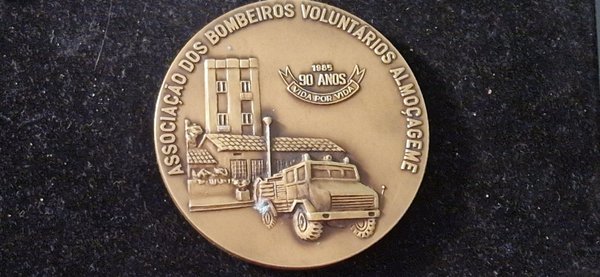 ASSOCIAÇÃO DOS BOMBEIROS VOLUNTÁRIOS ALMOÇAGEME
1985
90 ANOS
VIDA POR VIDA